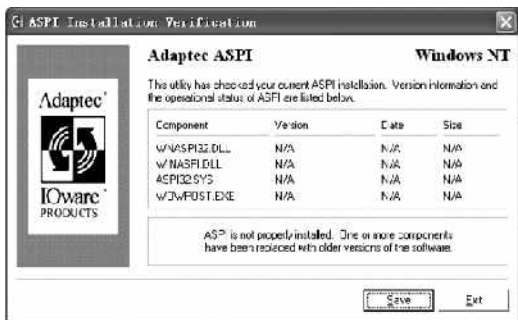 ASPI Installation Verification
Adaptec ASPI
Windows NT
This utility has checked your current ASPI installation. Version information and
the operational status of ASPI are listed below.
Component Version Date Size
WNASPI32.DLL N/A N/A N/A
WINASPI.DLL N/A N/A N/A
ASPI32.SYS N/A N/A N/A
WOWPOST.EXE N/A N/A N/A
ASPI is not properly installed. One or more components
have been replaced with older versions of the software.
Adaptec
IOware
PRODUCTS
Save
Exit